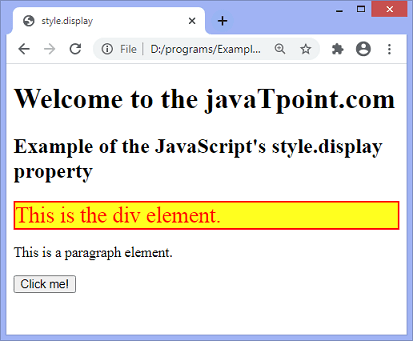 style.display
File
D:/programs/Exampl...
Welcome to the javaTpoint.com
Example of the JavaScript's style.display
property
This is the div element.
This is a paragraph element.
Click me!